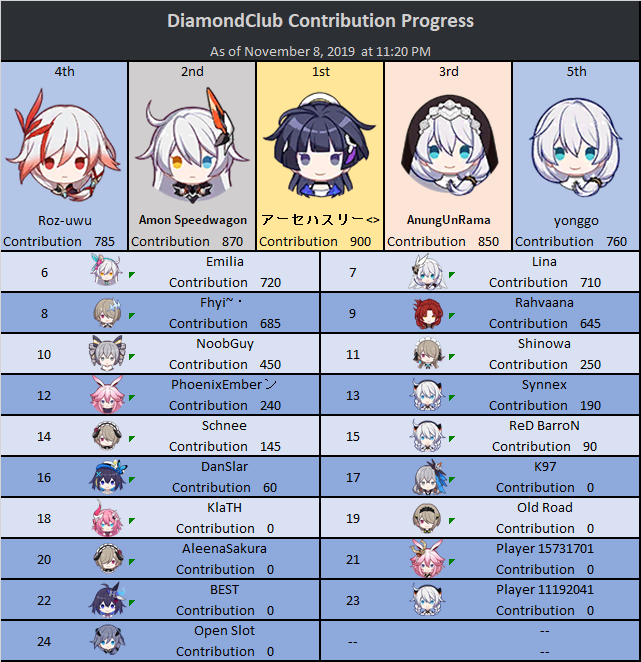 DiamondClub Contribution Progress
As of November 8, 2019 at 11:20 PM
4th
2nd
1st
3rd
5th
Roz-uwu
Amon Speedwagon
アーセハスリー<>
AnungUnRama
yonggo
Contribution 785
Contribution 870
Contribution 900
Contribution 850
Contribution 760
6
Emilia
Contribution 720
7
Lina
Contribution 710
8
Fhyi~・
Contribution 685
9
Rahvaana
Contribution 645
10
NoobGuy
Contribution 450
11
Shinowa
Contribution 250
12
PhoenixEmberン
Contribution 240
13
Synnex
Contribution 190
14
Schnee
Contribution 145
15
ReD BarroN
Contribution 90
16
DanSlar
Contribution 60
17
K97
Contribution 0
18
KlaTH
Contribution 0
19
Old Road
Contribution 0
20
AleenaSakura
Contribution 0
21
Player 15731701
Contribution 0
22
BEST
Contribution 0
23
Player 11192041
Contribution 0
24
Open Slot
Contribution 0
--
--
--